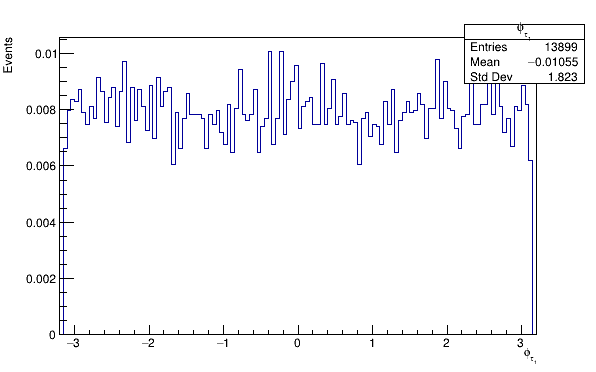 ϕτ₁
Entries 13899
Mean −0.01055
Std Dev 1.823
Events
0.01
0.008
0.006
0.004
0.002
0
−3 −2 −1 0 1 2 3
ϕτ₁